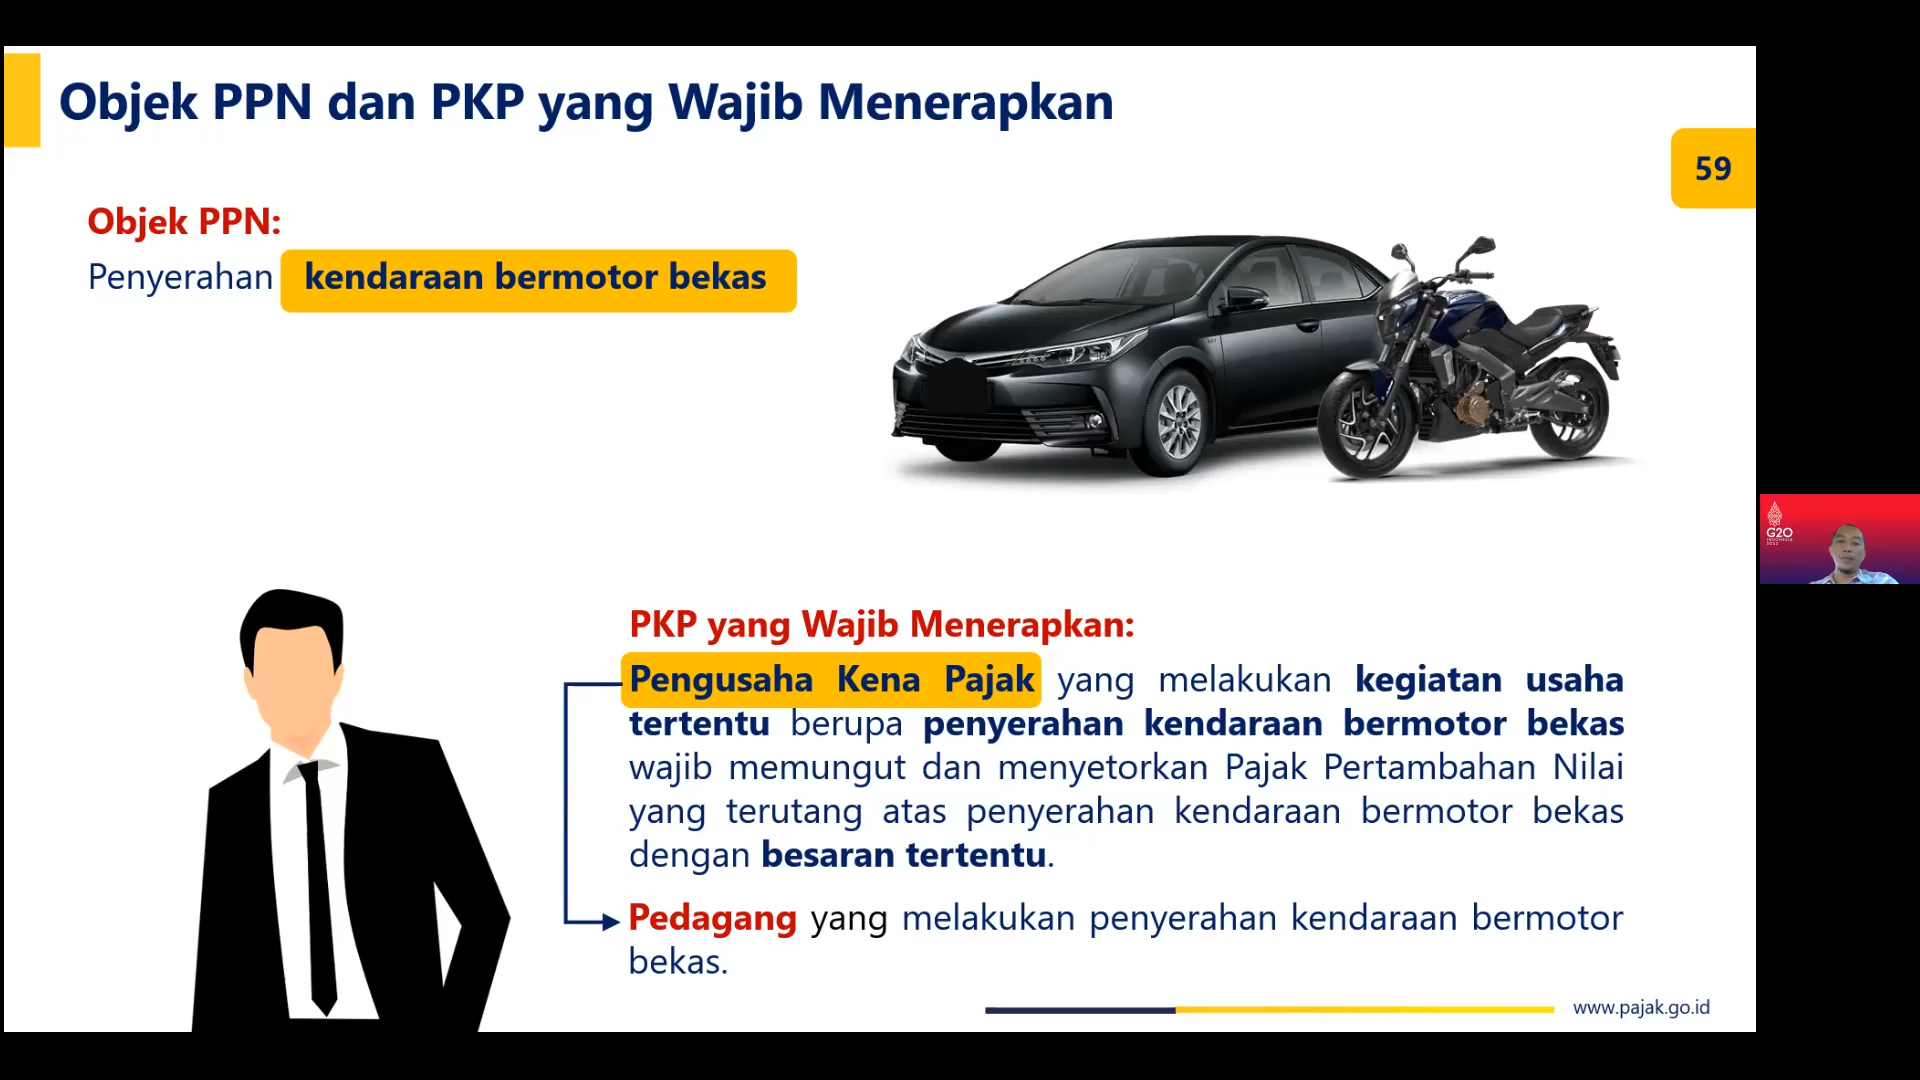 Objek PPN dan PKP yang Wajib Menerapkan
59
Objek PPN:
Penyerahan kendaraan bermotor bekas
G20
INDONESIA
2022
PKP yang Wajib Menerapkan:
Pengusaha Kena Pajak yang melakukan kegiatan usaha
tertentu berupa penyerahan kendaraan bermotor bekas
wajib memungut dan menyetorkan Pajak Pertambahan Nilai
yang terutang atas penyerahan kendaraan bermotor bekas
dengan besaran tertentu.
Pedagang yang melakukan penyerahan kendaraan bermotor
bekas.
www.pajak.go.id